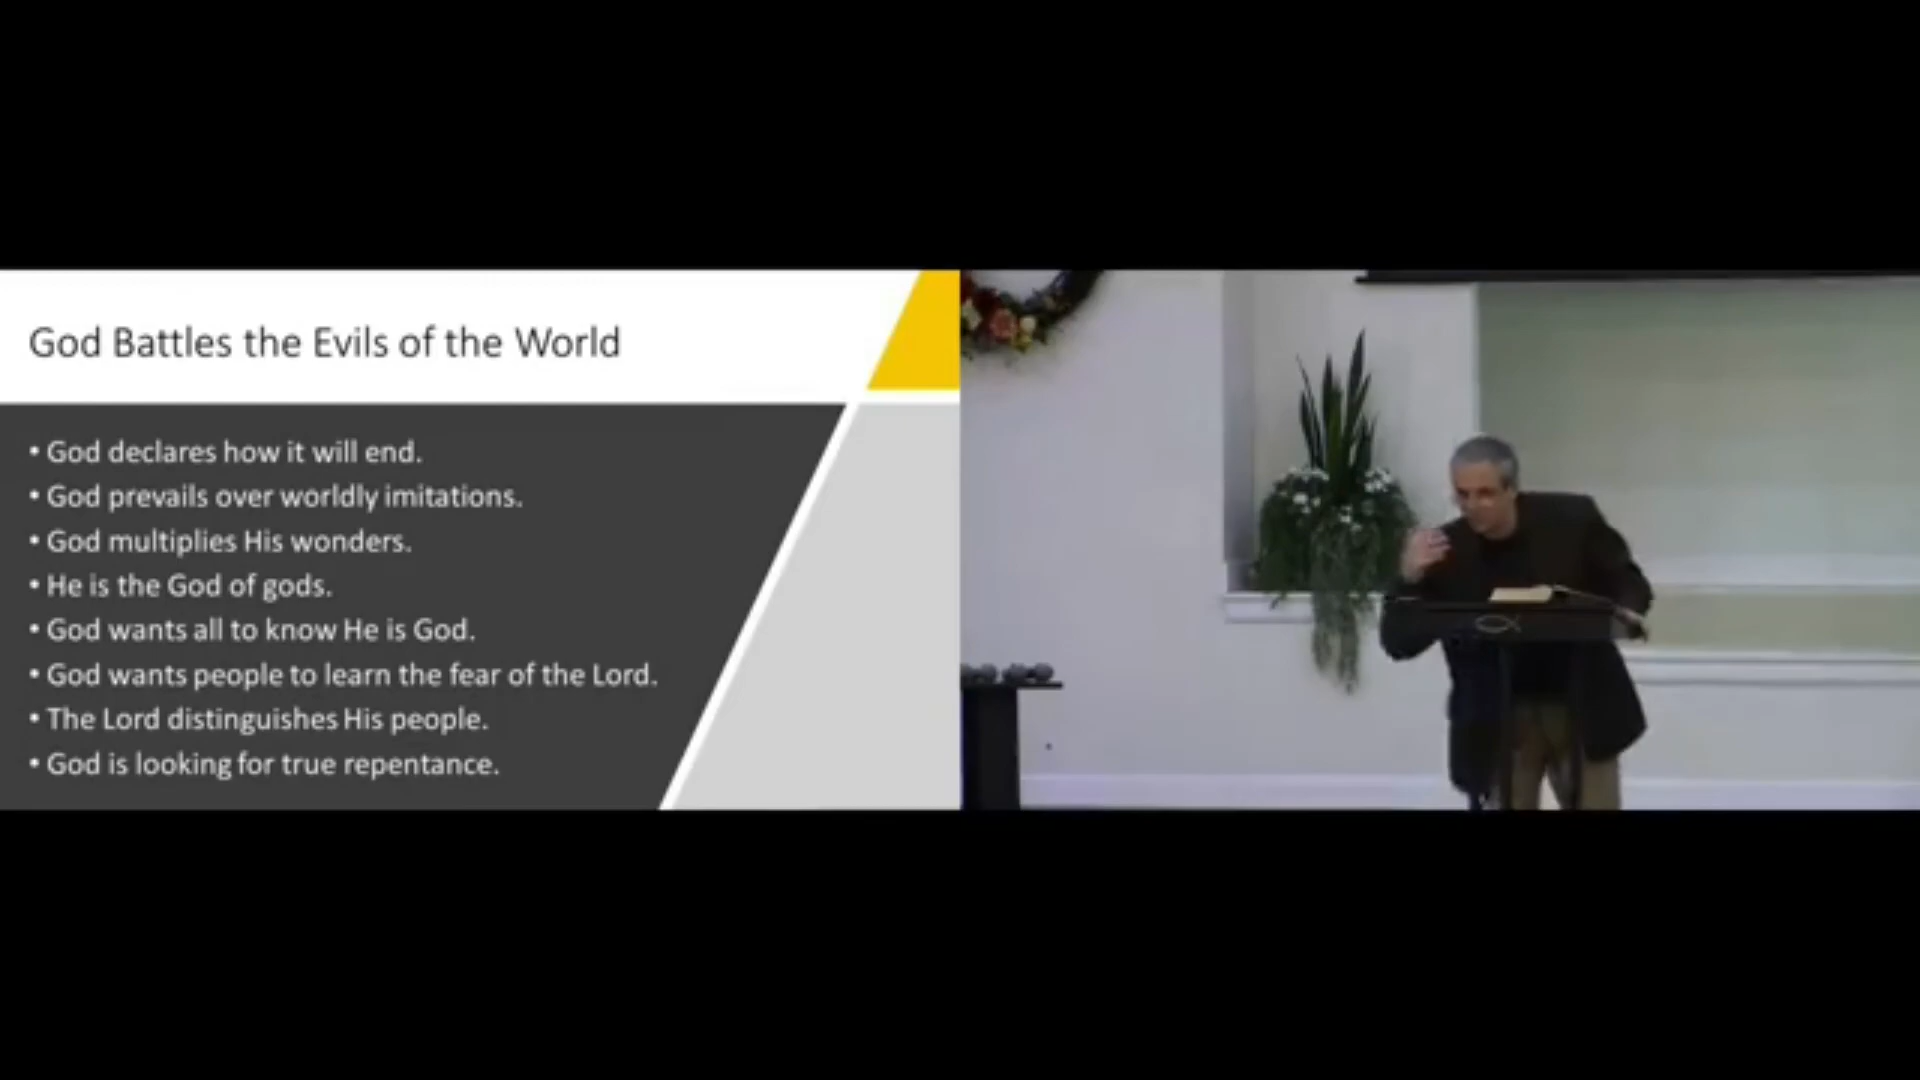 God Battles the Evils of the World
• God declares how it will end.
• God prevails over worldly imitations.
• God multiplies His wonders.
• He is the God of gods.
• God wants all to know He is God.
• God wants people to learn the fear of the Lord.
• The Lord distinguishes His people.
• God is looking for true repentance.